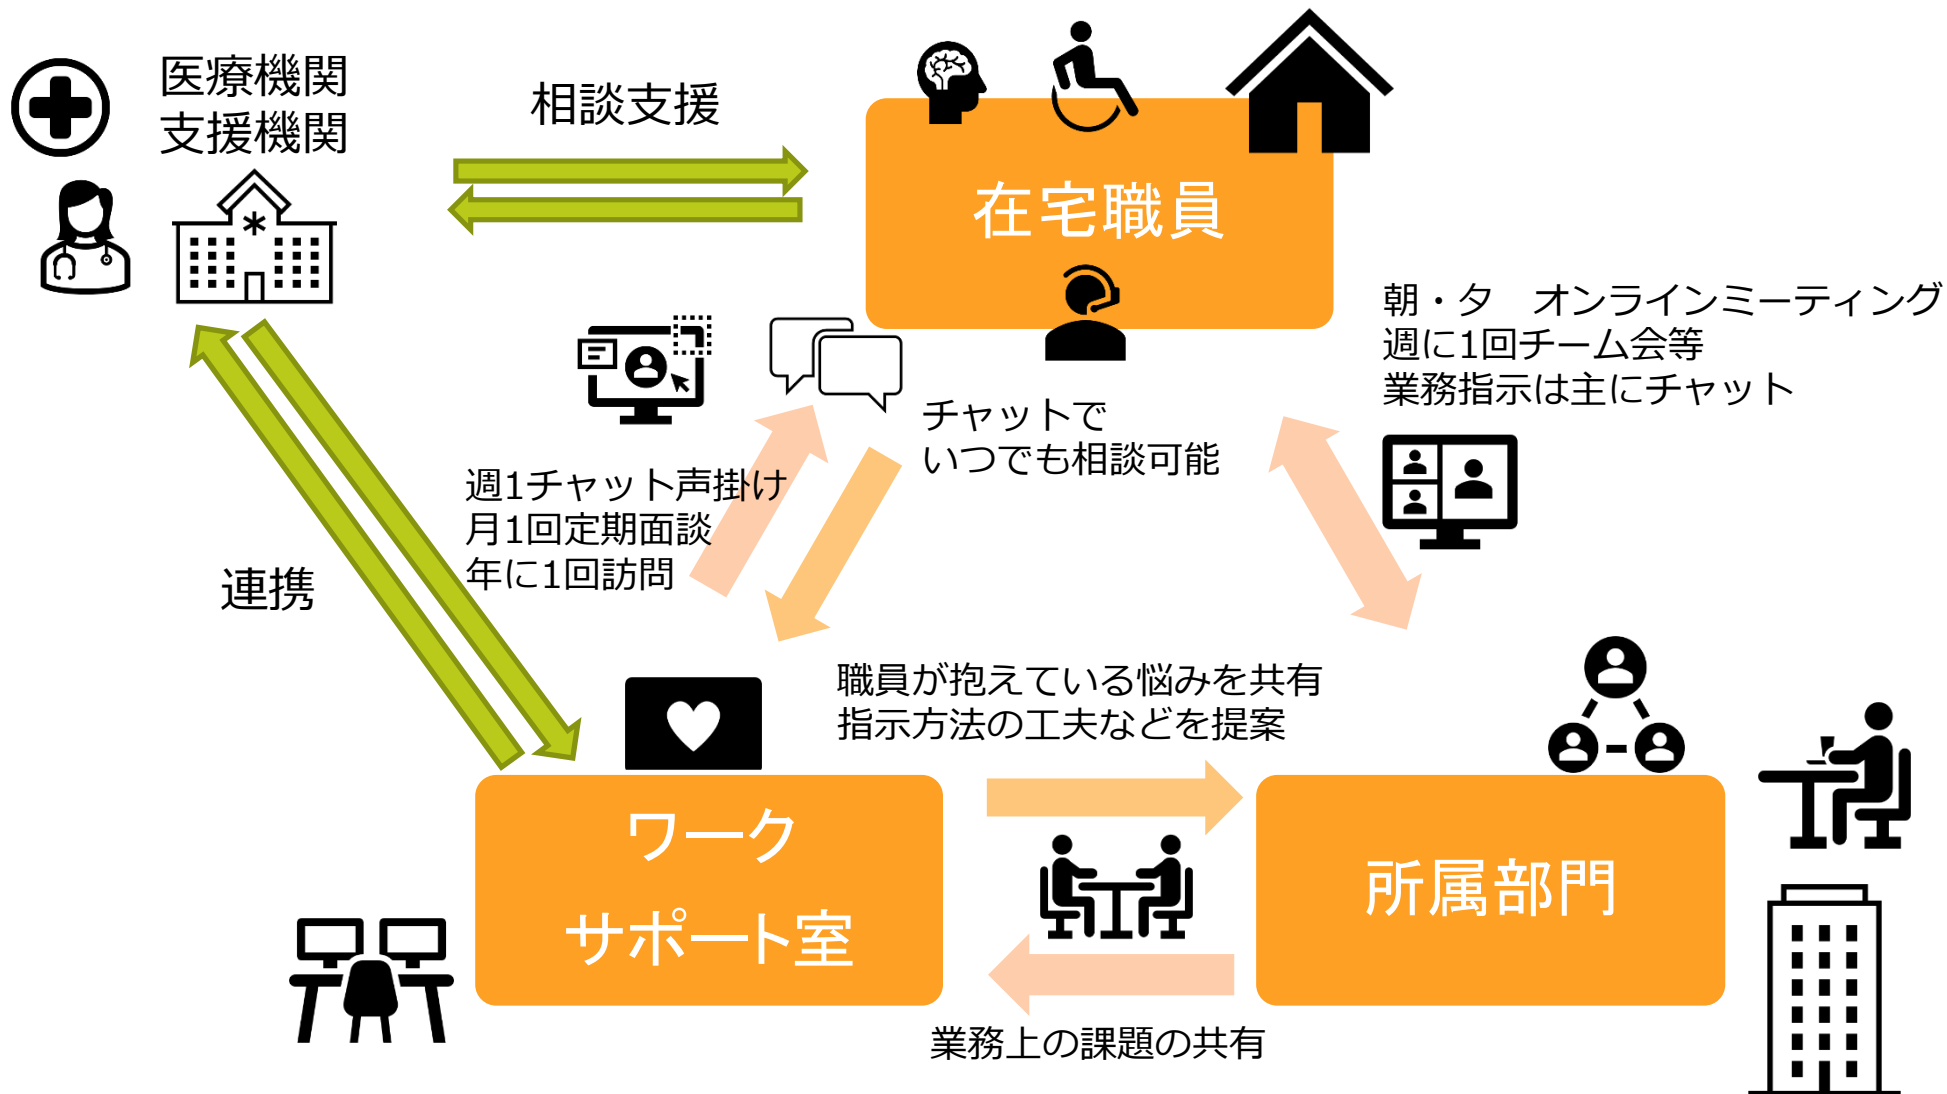 医療機関
支援機関
相談支援
在宅職員
朝・夕　オンラインミーティング
週に1回チーム会等
業務指示は主にチャット
チャットで
いつでも相談可能
週1チャット声掛け
月1回定期面談
年に1回訪問
連携
職員が抱えている悩みを共有
指示方法の工夫などを提案
ワーク
サポート室
所属部門
業務上の課題の共有